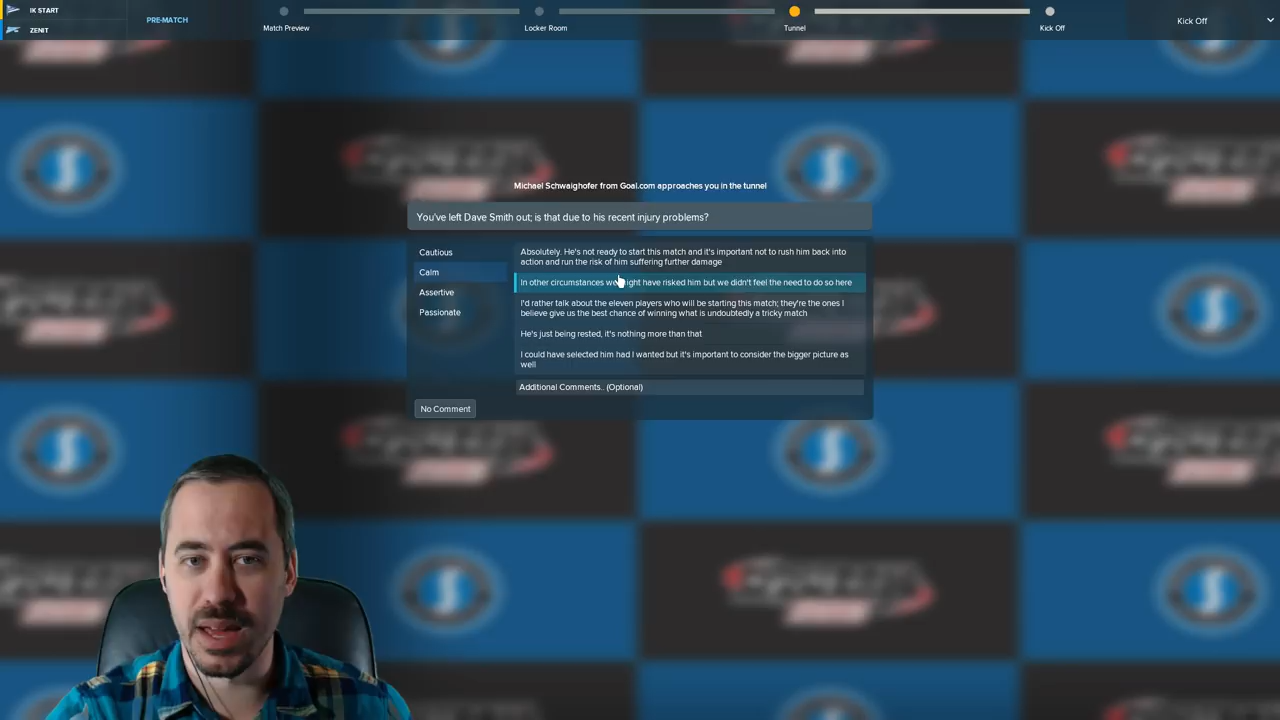 IK START
ZENIT
PRE-MATCH
Match Preview
Locker Room
Tunnel
Kick Off
Kick Off
Michael Schwaighofer from Goal.com approaches you in the tunnel
You've left Dave Smith out; is that due to his recent injury problems?
Cautious
Calm
Assertive
Passionate
Absolutely. He's not ready to start this match and it's important not to rush him back into
action and run the risk of him suffering further damage
In other circumstances we might have risked him but we didn't feel the need to do so here
I'd rather talk about the eleven players who will be starting this match; they're the ones I
believe give us the best chance of winning what is undoubtedly a tricky match
He's just being rested, it's nothing more than that
I could have selected him had I wanted but it's important to consider the bigger picture as
well
Additional Comments.. (Optional)
No Comment